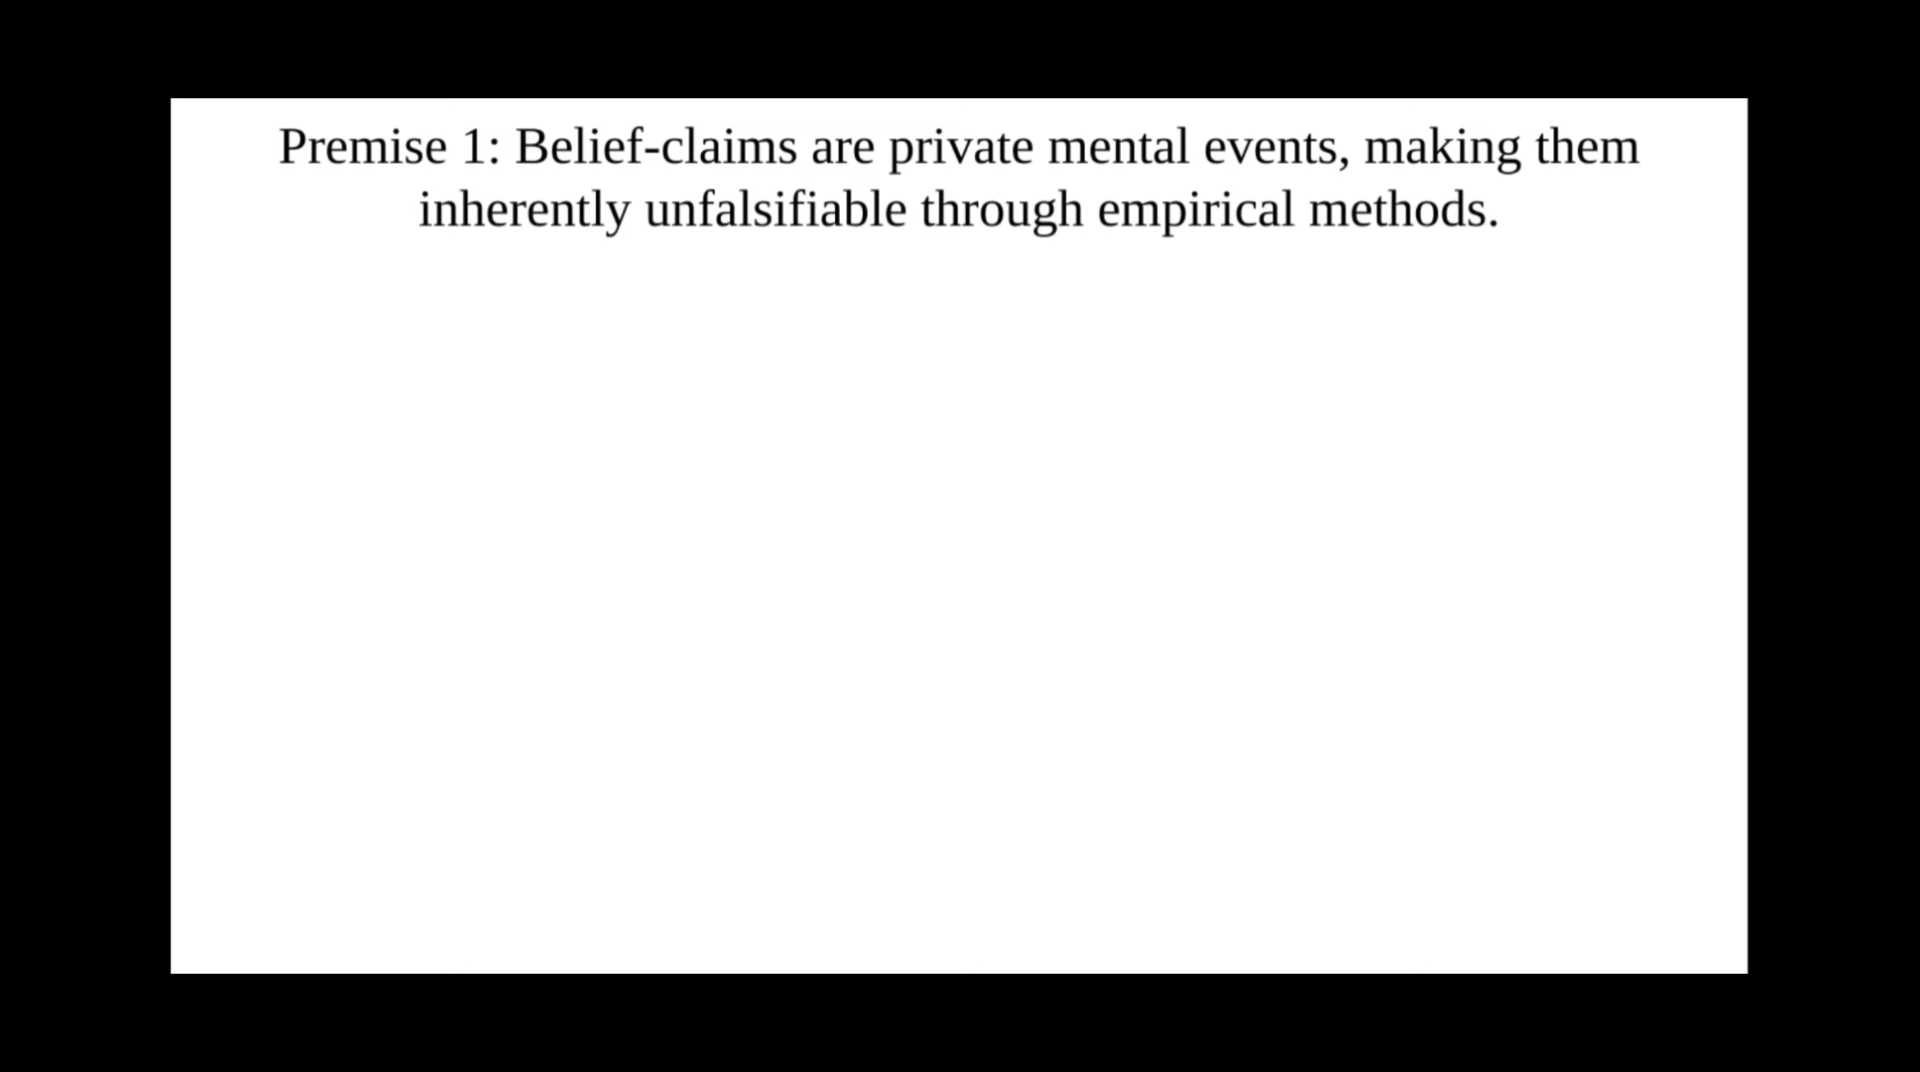 Premise 1: Belief-claims are private mental events, making them
inherently unfalsifiable through empirical methods.